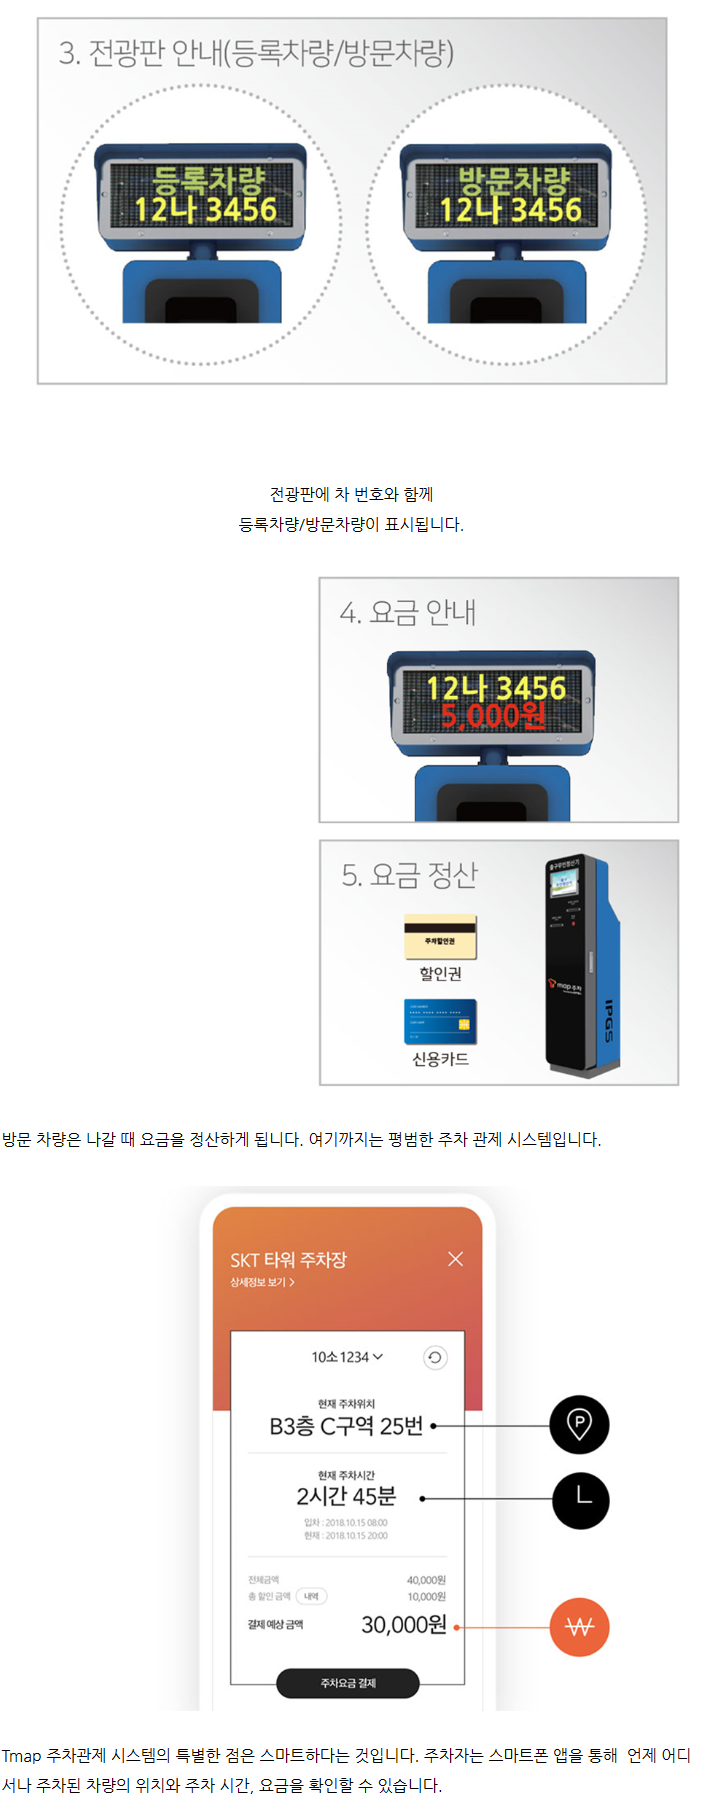 3. 전광판 안내(등록차량/방문차량)
등록차량
12나 3456
방문차량
12나 3456
전광판에 차 번호와 함께
등록차량/방문차량이 표시됩니다.
4. 요금 안내
12나 3456
5,000원
5. 요금 정산
주차할인권
할인권
신용카드
출구무인정산기
map 주차
IPGS
방문 차량은 나갈 때 요금을 정산하게 됩니다. 여기까지는 평범한 주차 관제 시스템입니다.
SKT 타워 주차장
상세정보 보기 >
10소 1234
현재 주차위치
B3층 C구역 25번
P
현재 주차시간
2시간 45분
입차 : 2018.10.15 08:00
현재 : 2018.10.15 20:00
전체금액 40,000원
총 할인 금액 내역 10,000원
결제 예상 금액 30,000원
₩
주차요금 결제
Tmap 주차관제 시스템의 특별한 점은 스마트하다는 것입니다. 주차자는 스마트폰 앱을 통해 언제 어디
서나 주차된 차량의 위치와 주차 시간, 요금을 확인할 수 있습니다.